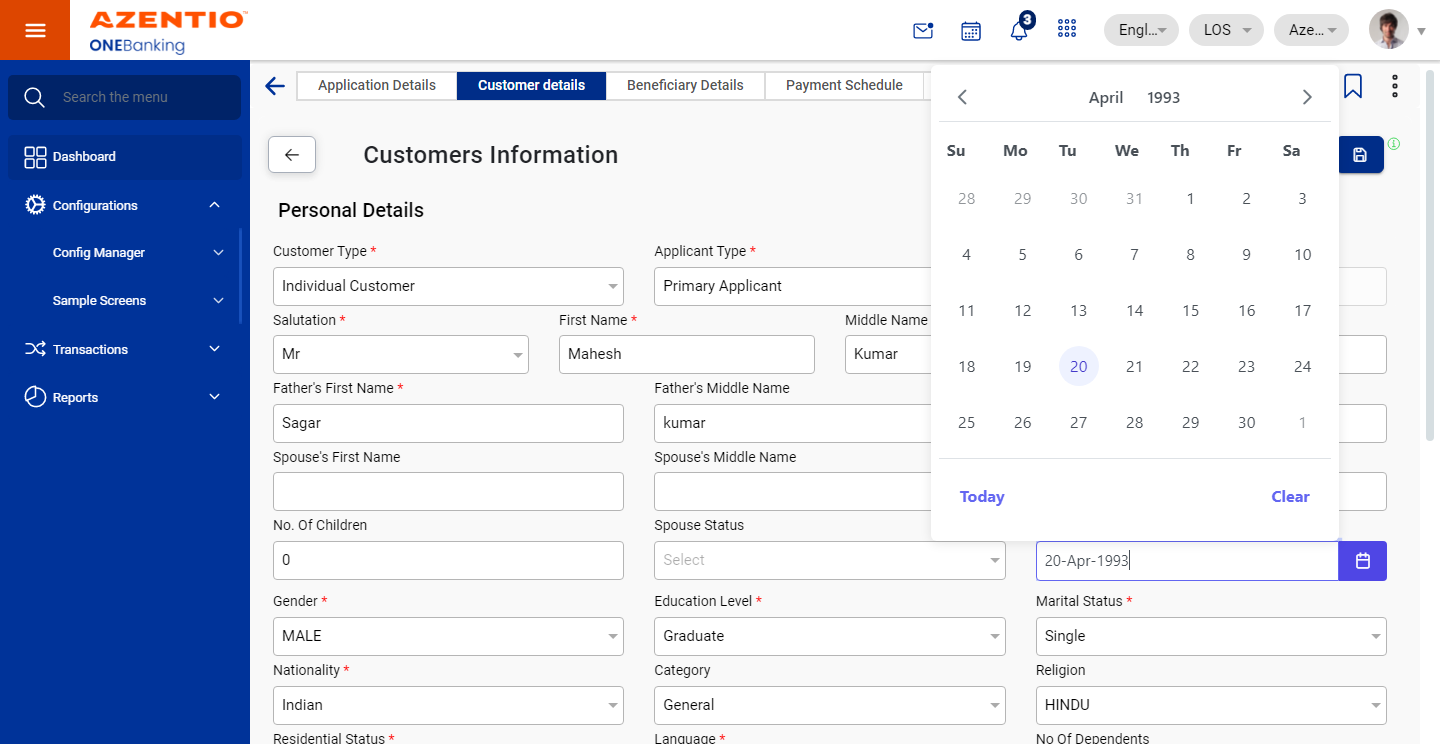 AZENTIO™
ONEBanking
3
Engl...
LOS
Aze...
Search the menu
Dashboard
Configurations
Config Manager
Sample Screens
Transactions
Reports
Application Details
Customer details
Beneficiary Details
Payment Schedule
Customers Information
Personal Details
Customer Type *
Applicant Type *
Individual Customer
Primary Applicant
Salutation *
First Name *
Middle Name
Mr
Mahesh
Kumar
Father's First Name *
Father's Middle Name
Sagar
kumar
Spouse's First Name
Spouse's Middle Name
No. Of Children
Spouse Status
0
Select
20-Apr-1993
April 1993
Su Mo Tu We Th Fr Sa
28 29 30 31 1 2 3
4 5 6 7 8 9 10
11 12 13 14 15 16 17
18 19 20 21 22 23 24
25 26 27 28 29 30 1
Today
Clear
Gender *
Education Level *
Marital Status *
MALE
Graduate
Single
Nationality *
Category
Religion
Indian
General
HINDU
Residential Status *
Language *
No Of Dependents